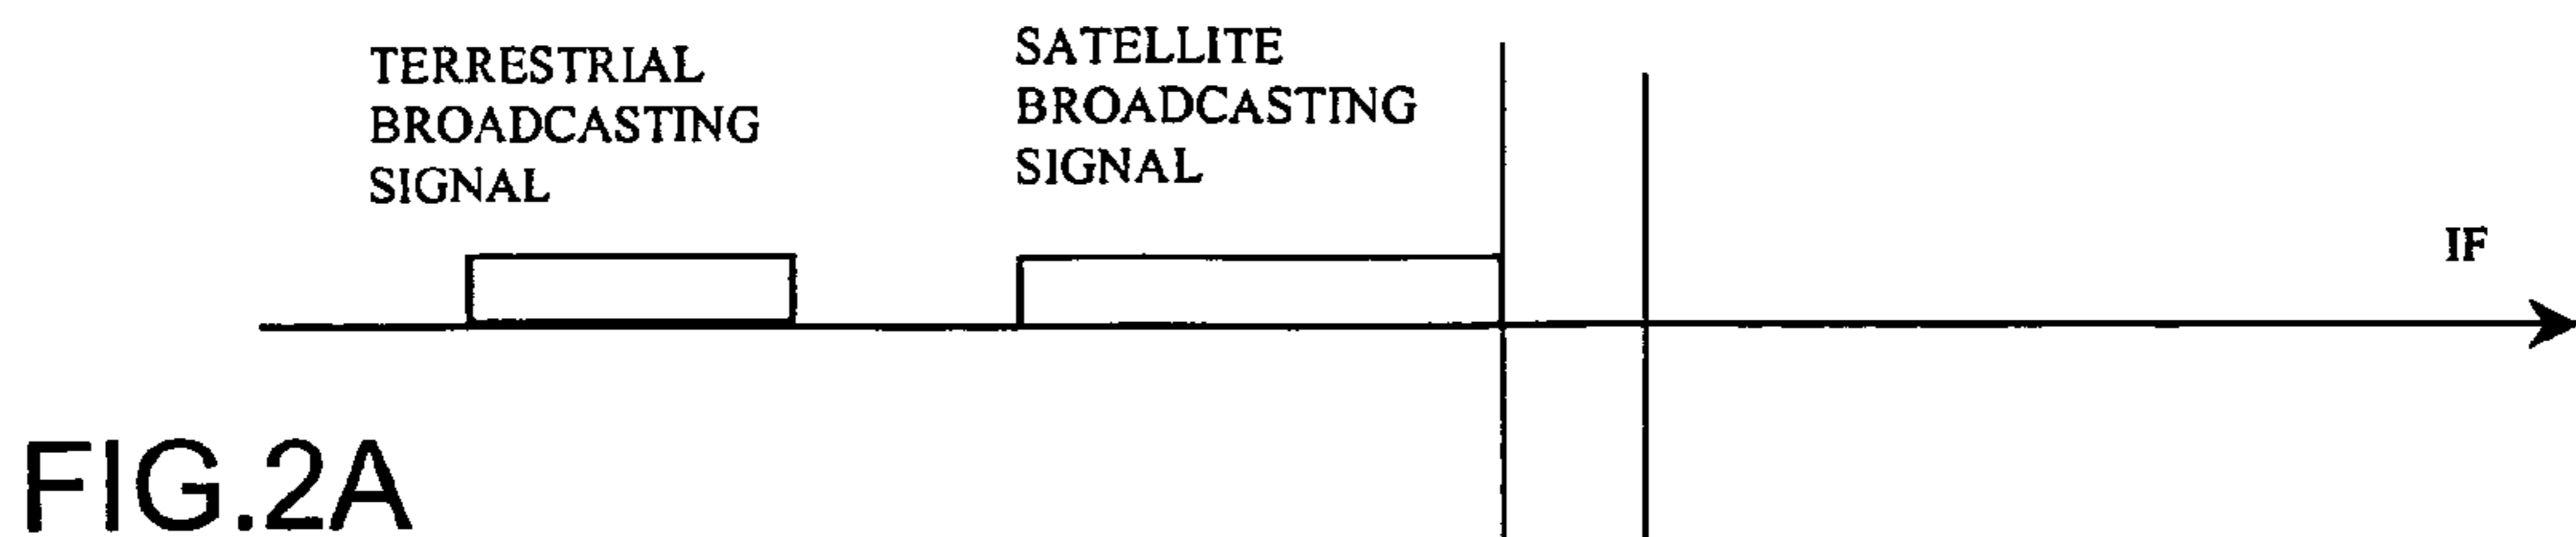 TERRESTRIAL
BROADCASTING
SIGNAL
SATELLITE
BROADCASTING
SIGNAL
IF
FIG.2A